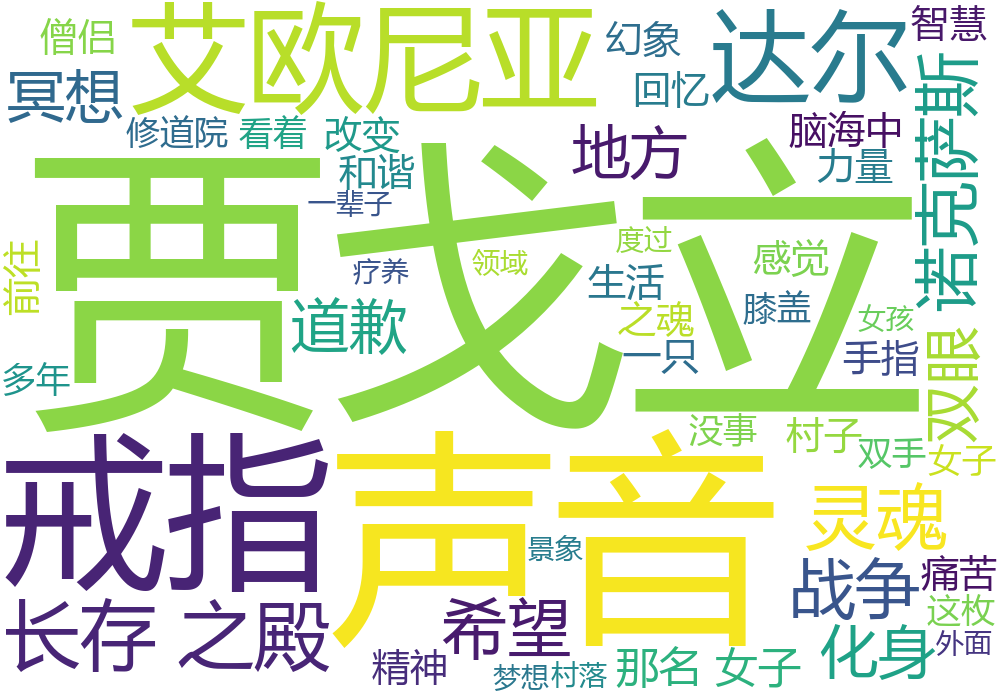 艾欧尼亚
达尔
智慧
僧侣
幻象
冥想
回忆
修道院
看着
改变
地方
脑海中
力量
诺克萨斯
和谐
一辈子
贾戈立
前往
疗养
领域
度过
感觉
生活
膝盖
道歉
之魂
女孩
多年
一只
手指
双眼
没事
村子
双手
女子
戒指
声音
灵魂
景象
战争
痛苦
长存 之殿
希望
这枚
化身
外面
精神
梦想
村落
那名 女子